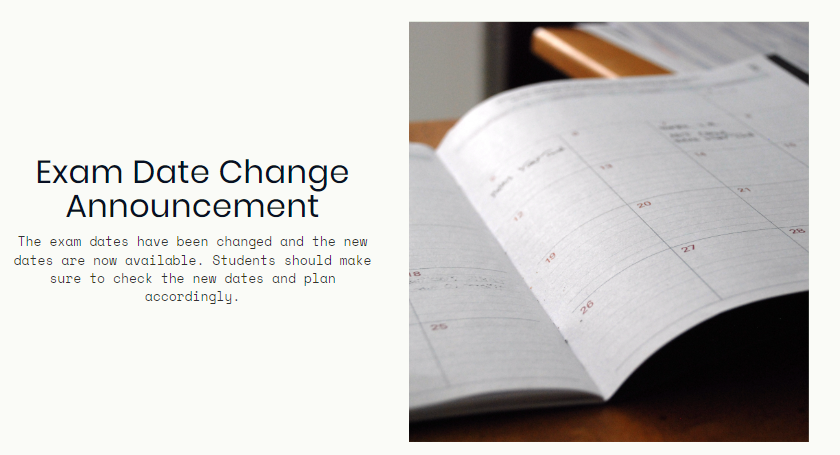 Exam Date Change
Announcement
The exam dates have been changed and the new
dates are now available. Students should make
sure to check the new dates and plan
accordingly.
13
14
12
20
21
19
27
28
26
18
25